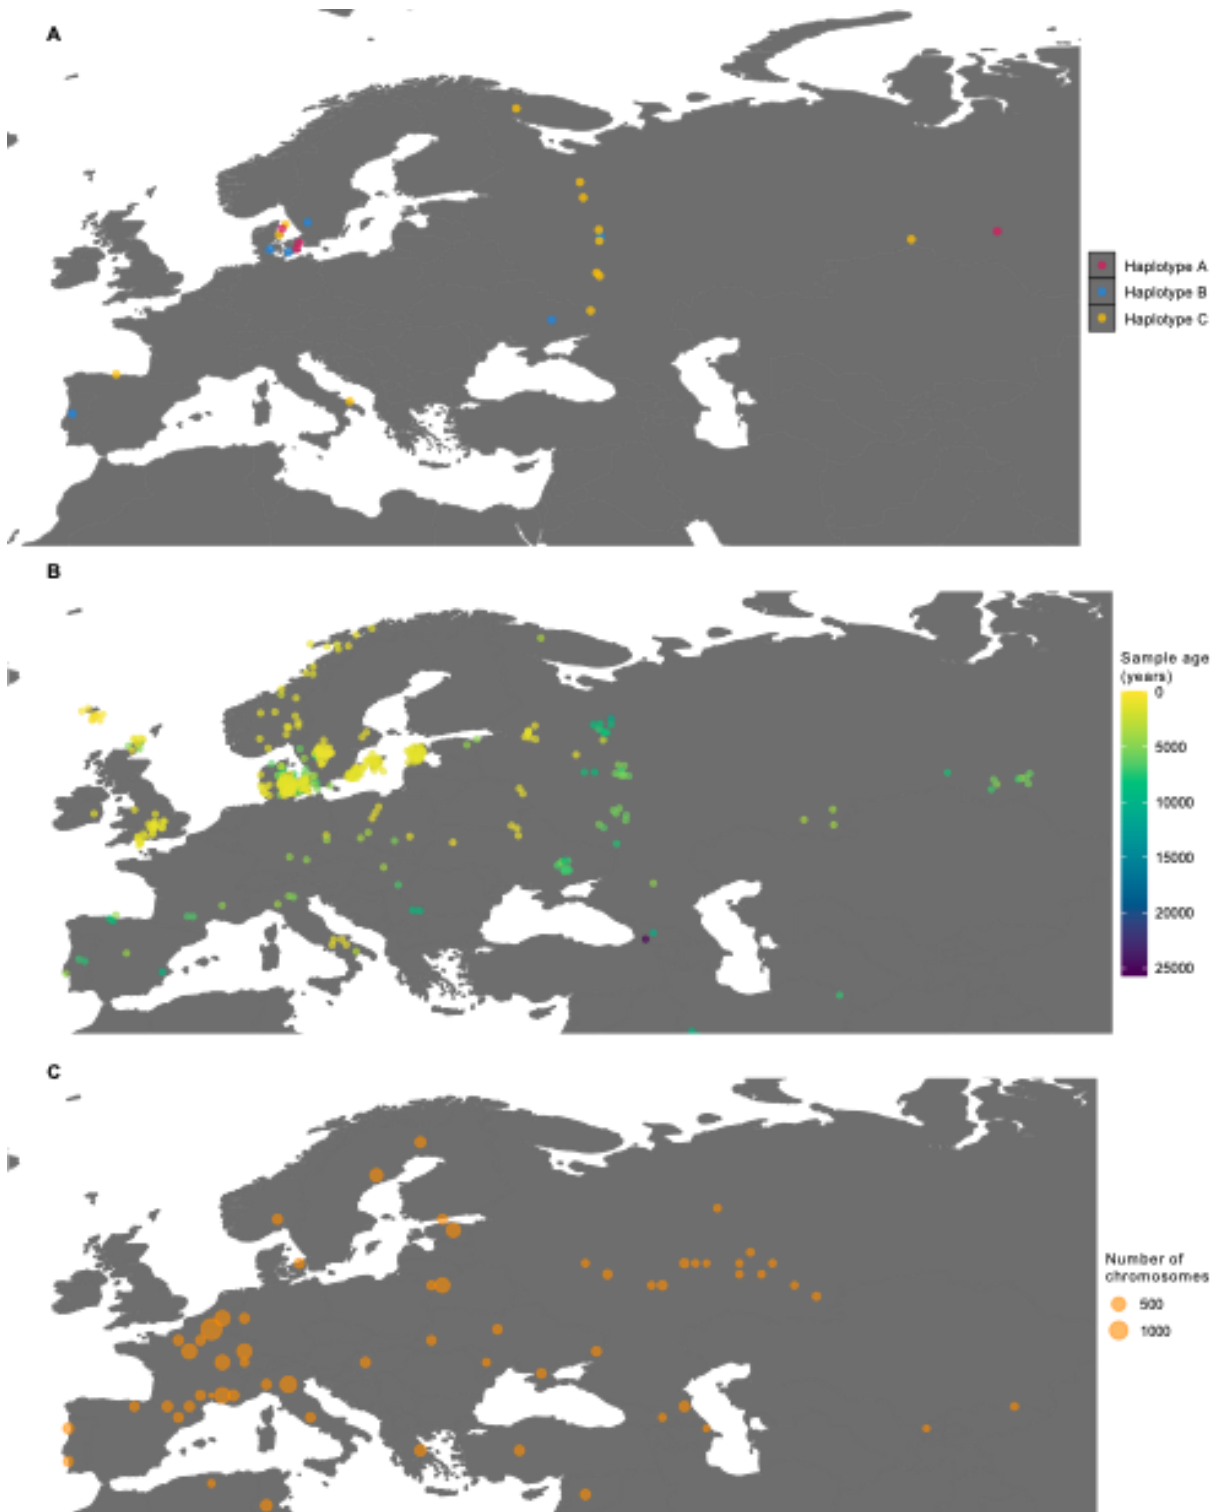 A
Haplotype A
Haplotype B
Haplotype C
B
Sample age
(years)
0
5000
10000
15000
20000
25000
C
Number of
chromosomes
500
1000